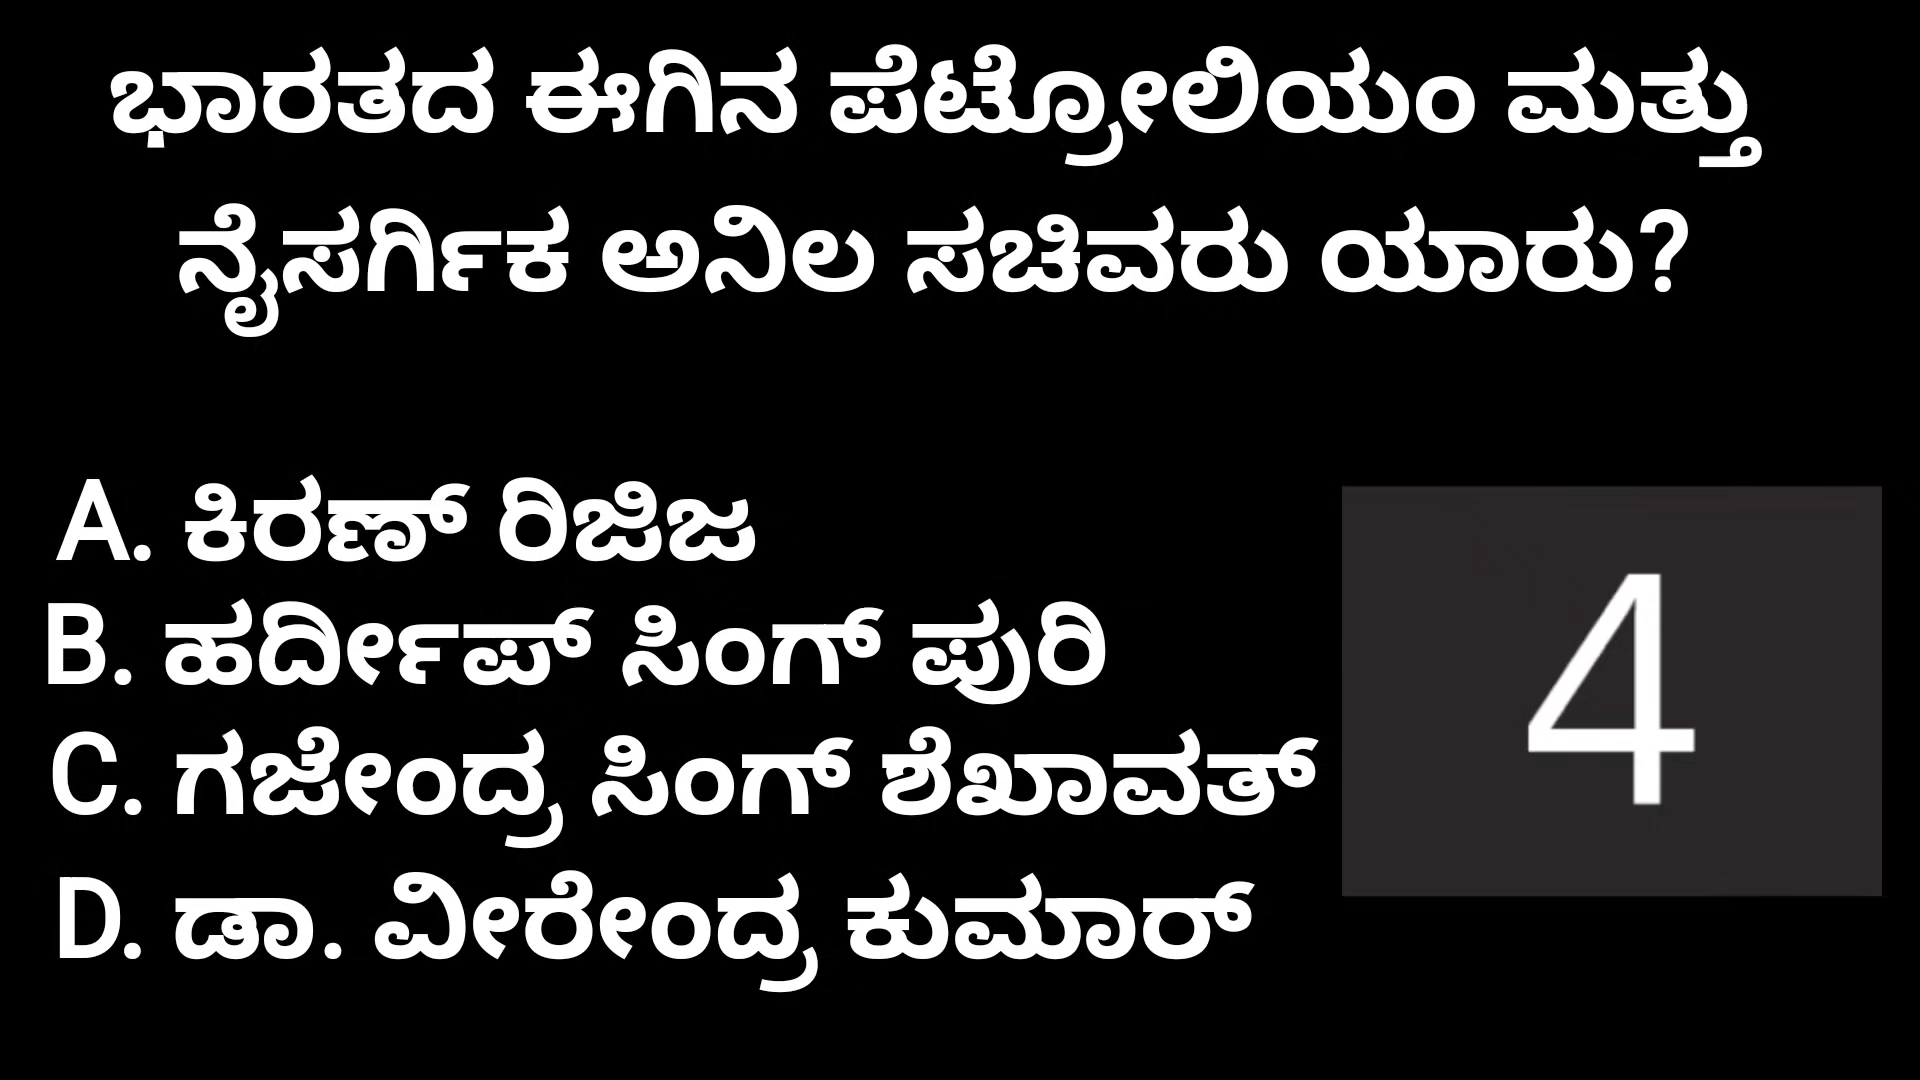 ಭಾರತದ ಈಗಿನ ಪೆಟ್ರೋಲಿಯಂ ಮತ್ತು
ನೈಸರ್ಗಿಕ ಅನಿಲ ಸಚಿವರು ಯಾರು?
A. ಕಿರಣ್ ರಿಜಿಜ
B. ಹರ್ದೀಪ್ ಸಿಂಗ್ ಪುರಿ
C. ಗಜೇಂದ್ರ ಸಿಂಗ್ ಶೆಖಾವತ್
D. ಡಾ. ವೀರೇಂದ್ರ ಕುಮಾರ್
4